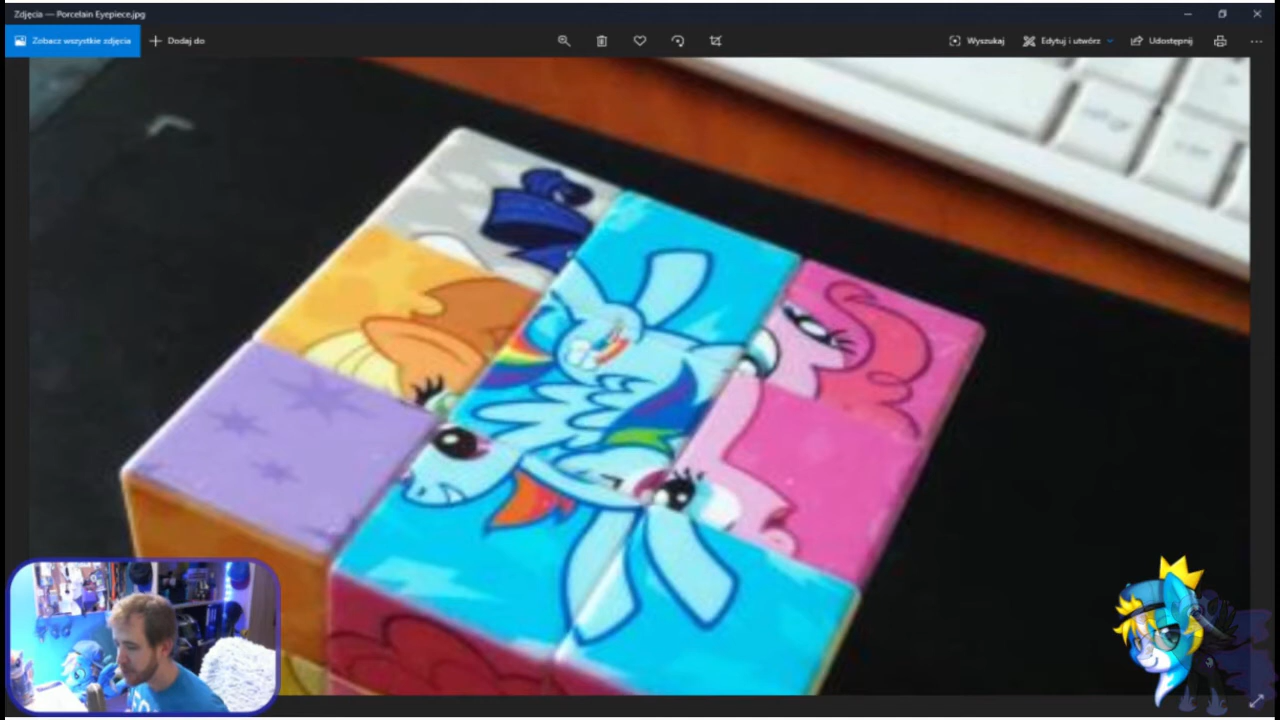 Zdjęcia — Porcelain Eyepiece.jpg
Zobacz wszystkie zdjęcia
Dodaj do
Wyszukaj
Edytuj i utwórz
Udostępnij